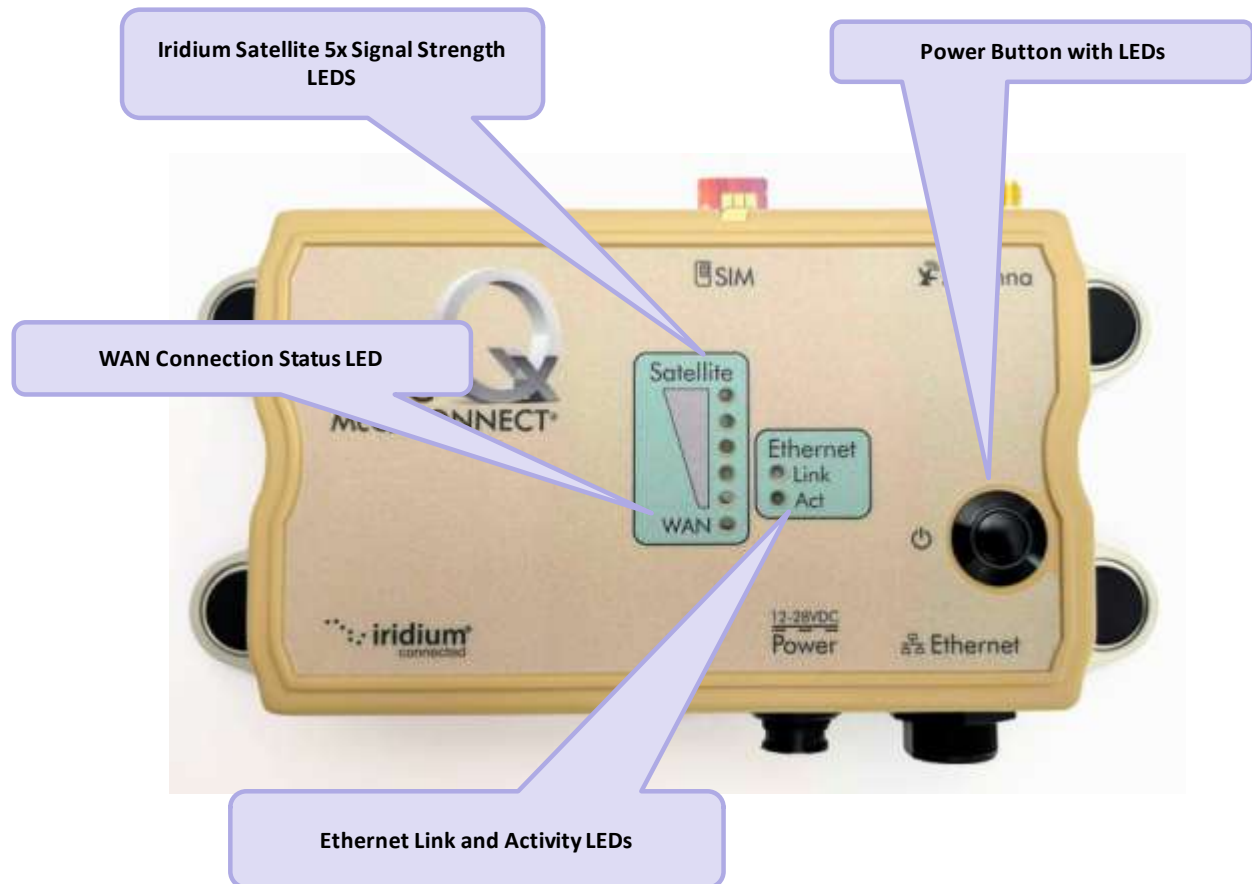 Iridium Satellite 5x Signal Strength
LEDS
Power Button with LEDs
SIM
WAN Connection Status LED
Qx
Satellite
Ethernet
Link
Act
WAN
iridium®
connected
12-28VDC
Power
Ethernet
Ethernet Link and Activity LEDs